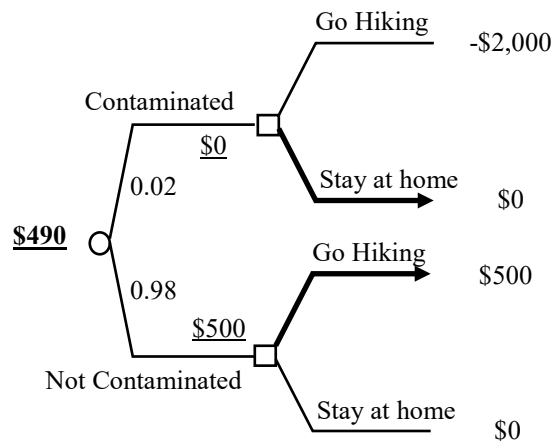 Go Hiking
-$2,000
Contaminated
$0
Stay at home
0.02
$0
$490
Go Hiking
$500
0.98
$500
Not Contaminated
Stay at home
$0